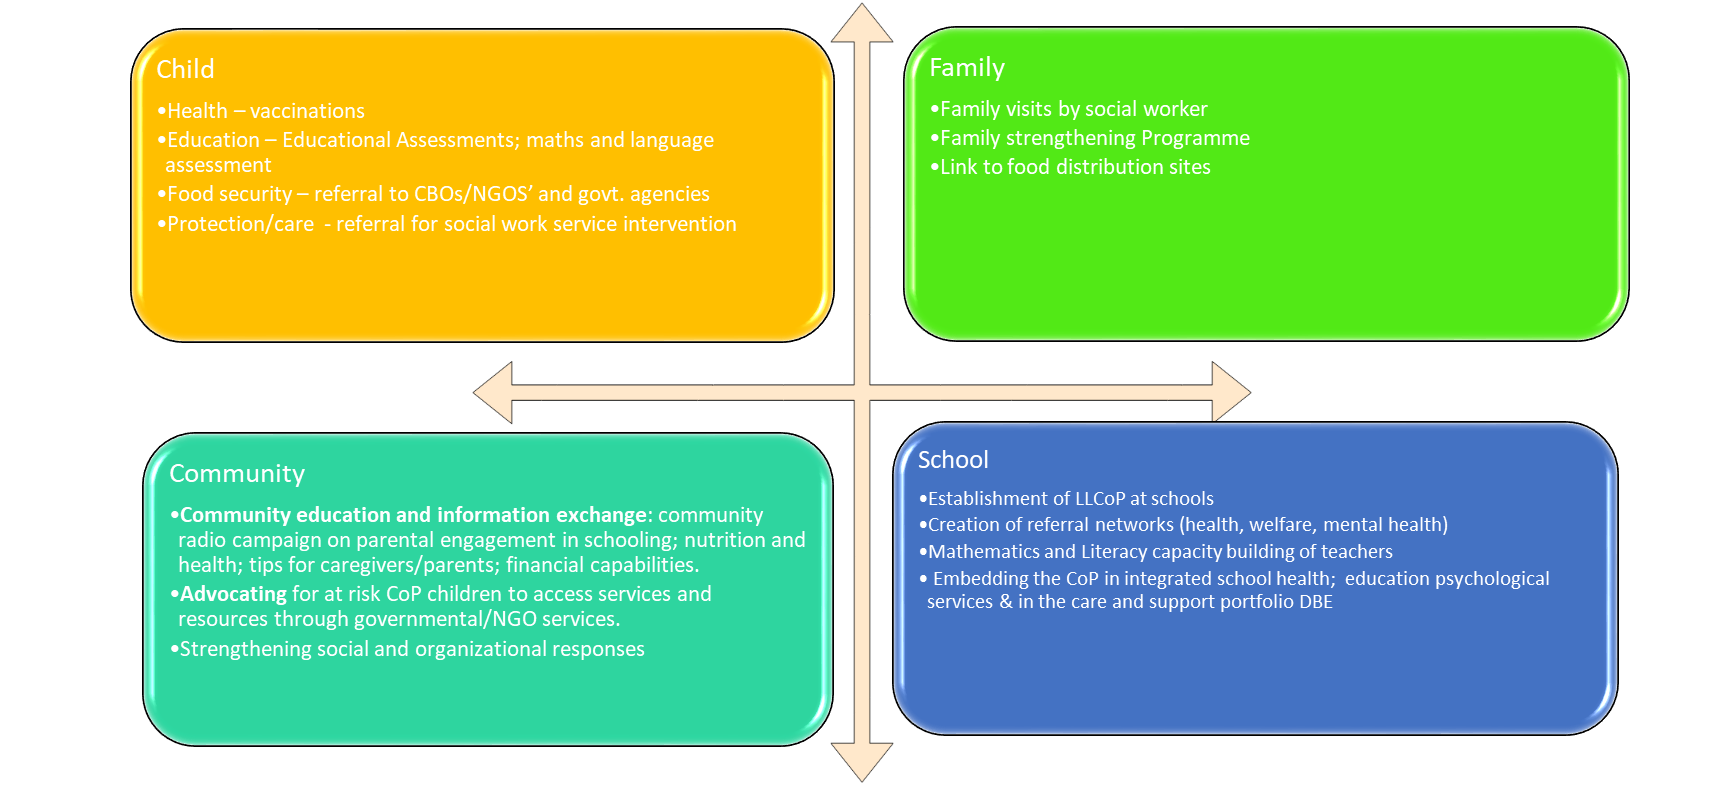 Child
•Health – vaccinations
•Education – Educational Assessments; maths and language
assessment
•Food security – referral to CBOs/NGOS’ and govt. agencies
•Protection/care  - referral for social work service intervention
Family
•Family visits by social worker
•Family strengthening Programme
•Link to food distribution sites
Community
•Community education and information exchange: community
radio campaign on parental engagement in schooling; nutrition and
health; tips for caregivers/parents; financial capabilities.
•Advocating for at risk CoP children to access services and
resources through governmental/NGO services.
•Strengthening social and organizational responses
School
•Establishment of LLCoP at schools
•Creation of referral networks (health, welfare, mental health)
•Mathematics and Literacy capacity building of teachers
• Embedding the CoP in integrated school health;  education psychological
services & in the care and support portfolio DBE